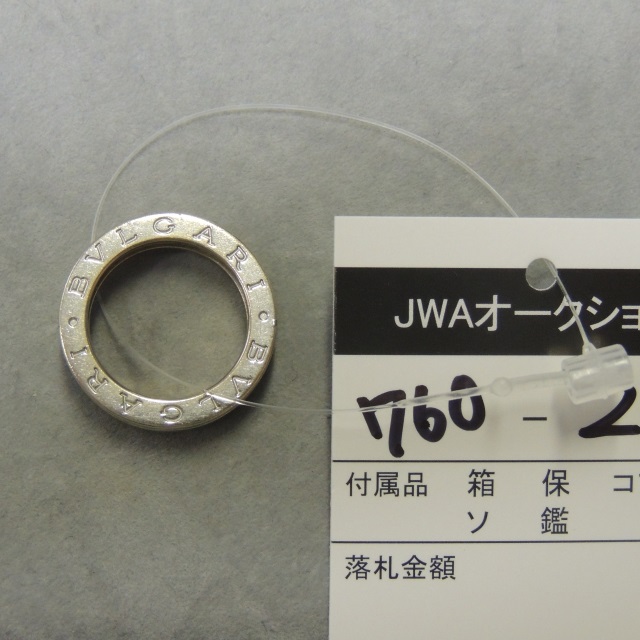 BVLGARI • BVLGARI •
JWAオークショ
760 - 2
付属品 箱 保 コ
ソ 鑑
落札金額